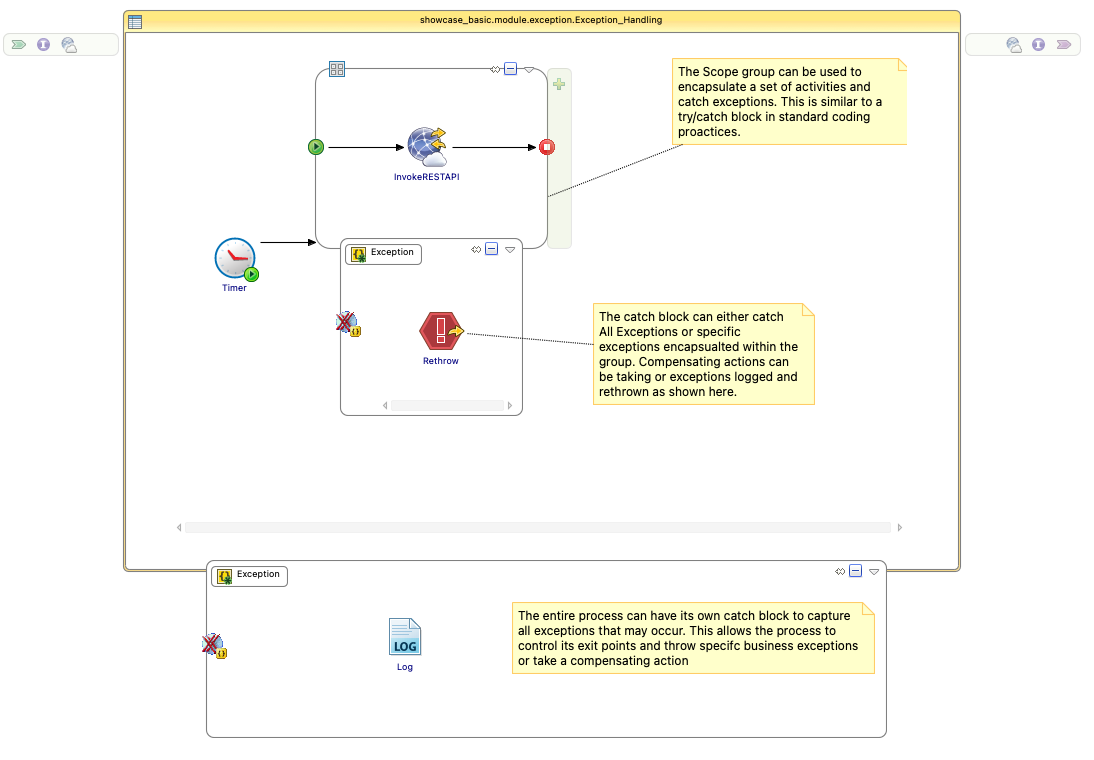 showcase_basic.module.exception.Exception_Handling
The Scope group can be used to
encapsulate a set of activities and
catch exceptions. This is similar to a
try/catch block in standard coding
proactices.
InvokeRESTAPI
Exception
Timer
The catch block can either catch
All Exceptions or specific
exceptions encapsualted within the
group. Compensating actions can
be taking or exceptions logged and
rethrown as shown here.
Rethrow
Exception
The entire process can have its own catch block to capture
all exceptions that may occur. This allows the process to
control its exit points and throw specifc business exceptions
or take a compensating action
LOG
Log